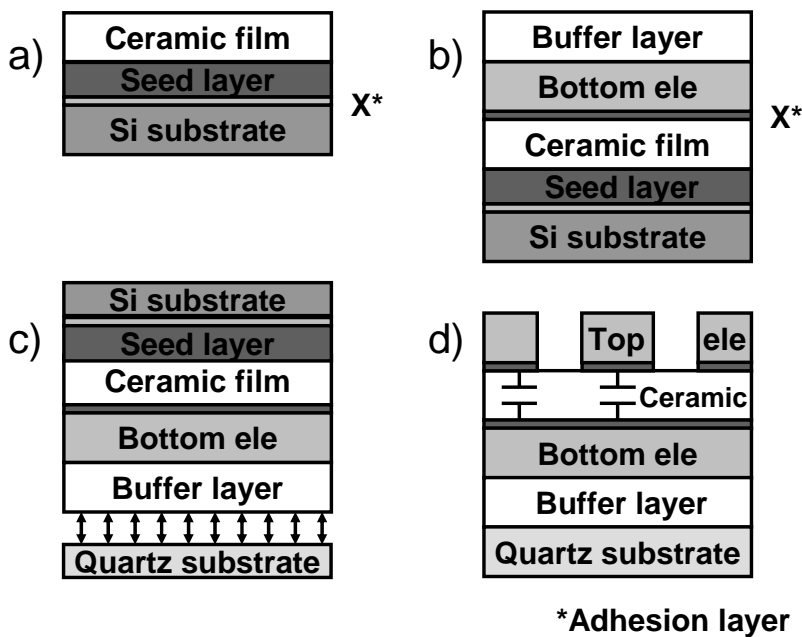 a)
Ceramic film
Seed layer
Si substrate
X*
b)
Buffer layer
Bottom ele
Ceramic film
Seed layer
Si substrate
X*
c)
Si substrate
Seed layer
Ceramic film
Bottom ele
Buffer layer
Quartz substrate
d)
Top ele
Ceramic
Bottom ele
Buffer layer
Quartz substrate
*Adhesion layer